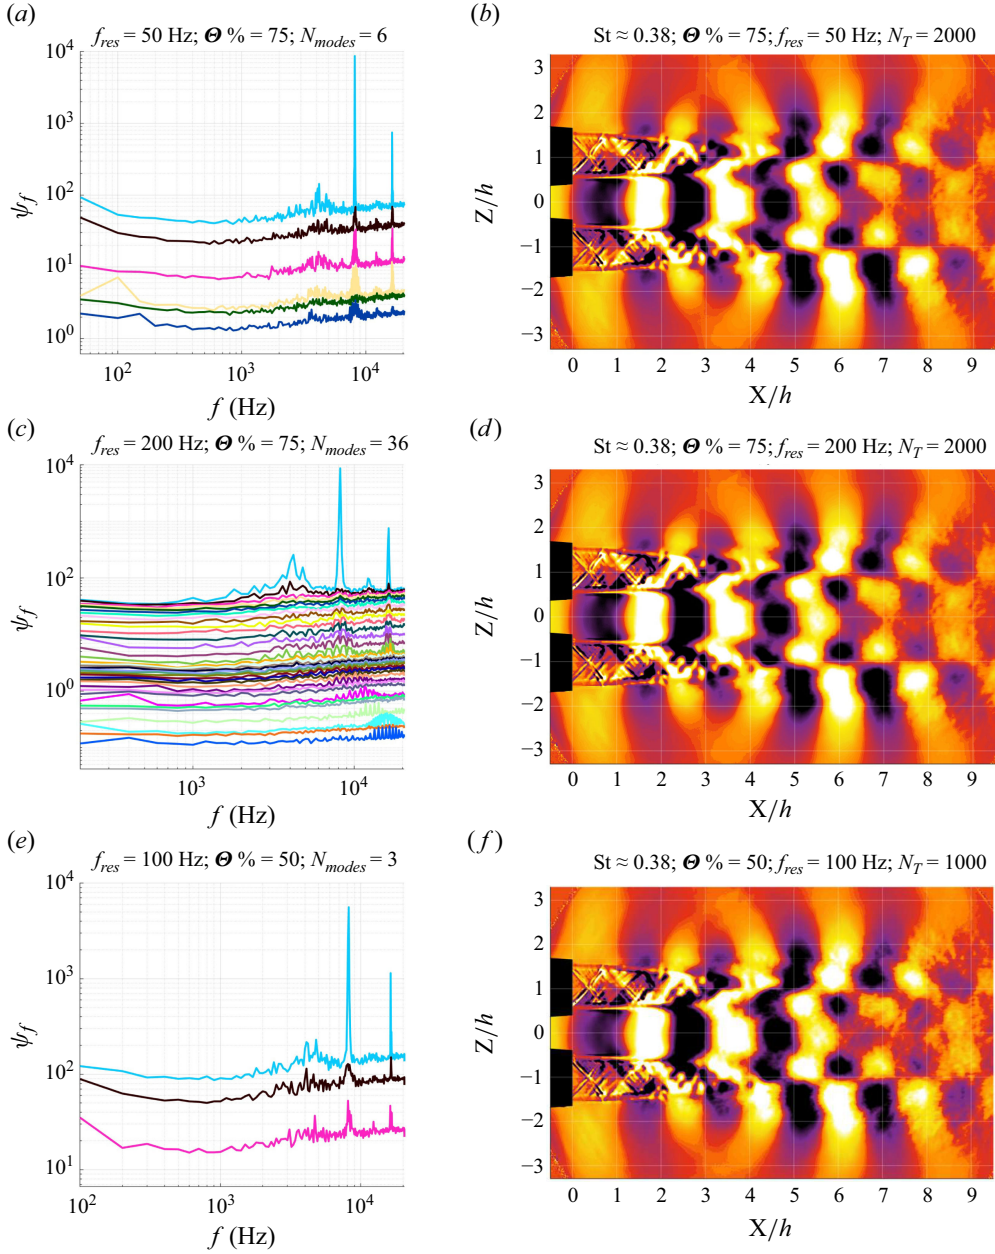 (a)
f_res = 50 Hz; Θ % = 75; N_modes = 6
10^4
10^3
10^2
10^1
10^0
ψ_f
10^2
10^3
10^4
f (Hz)
(b)
St ≈ 0.38; Θ % = 75; f_res = 50 Hz; N_T = 2000
3
2
1
0
−1
−2
−3
Z/h
0 1 2 3 4 5 6 7 8 9
X/h
(c)
f_res = 200 Hz; Θ % = 75; N_modes = 36
10^4
10^2
10^0
ψ_f
10^3
10^4
f (Hz)
(d)
St ≈ 0.38; Θ % = 75; f_res = 200 Hz; N_T = 2000
3
2
1
0
−1
−2
−3
Z/h
0 1 2 3 4 5 6 7 8 9
X/h
(e)
f_res = 100 Hz; Θ % = 50; N_modes = 3
10^4
10^3
10^2
10^1
ψ_f
10^2
10^3
10^4
f (Hz)
(f)
St ≈ 0.38; Θ % = 50; f_res = 100 Hz; N_T = 1000
3
2
1
0
−1
−2
−3
Z/h
0 1 2 3 4 5 6 7 8 9
X/h